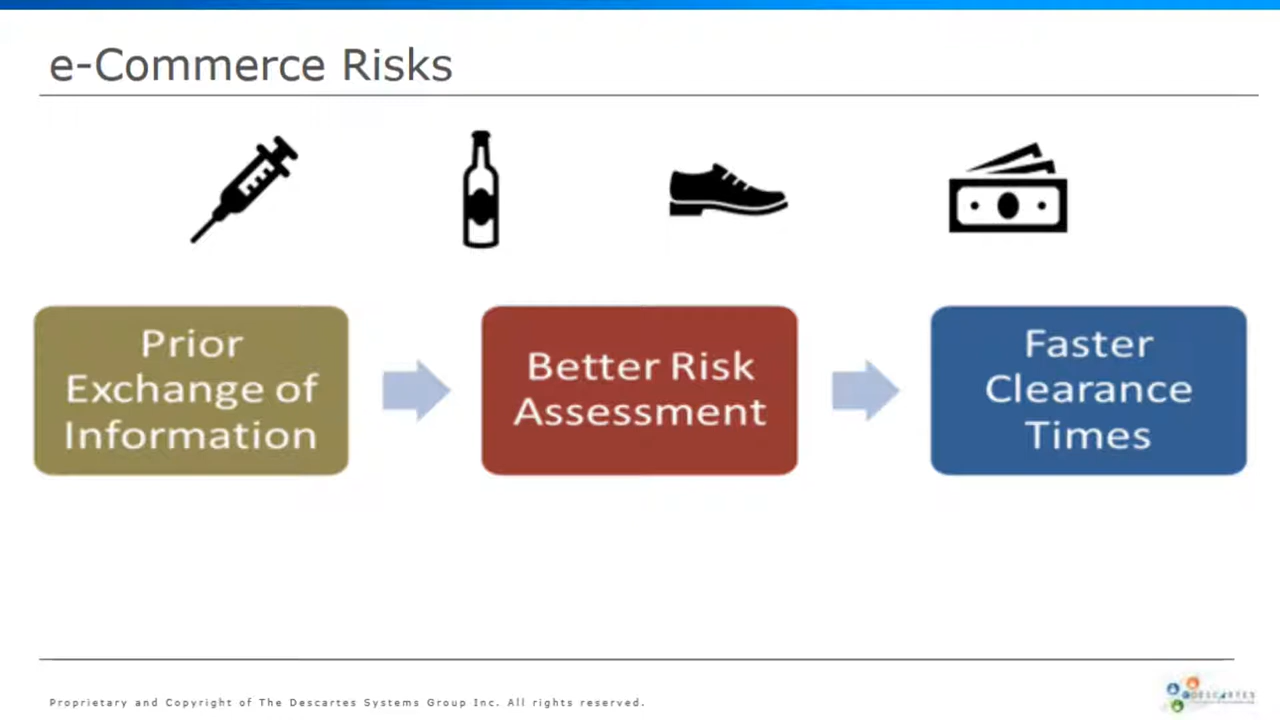 e-Commerce Risks
Prior
Exchange of
Information
Better Risk
Assessment
Faster
Clearance
Times
Proprietary and Copyright of The Descartes Systems Group Inc. All rights reserved.
DESCARTES